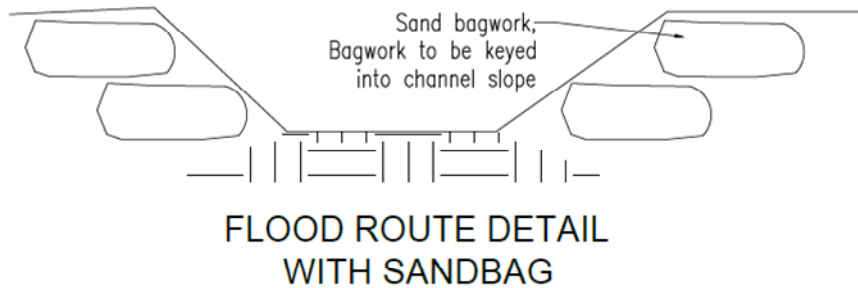 Sand bagwork,
Bagwork to be keyed
into channel slope
FLOOD ROUTE DETAIL
WITH SANDBAG